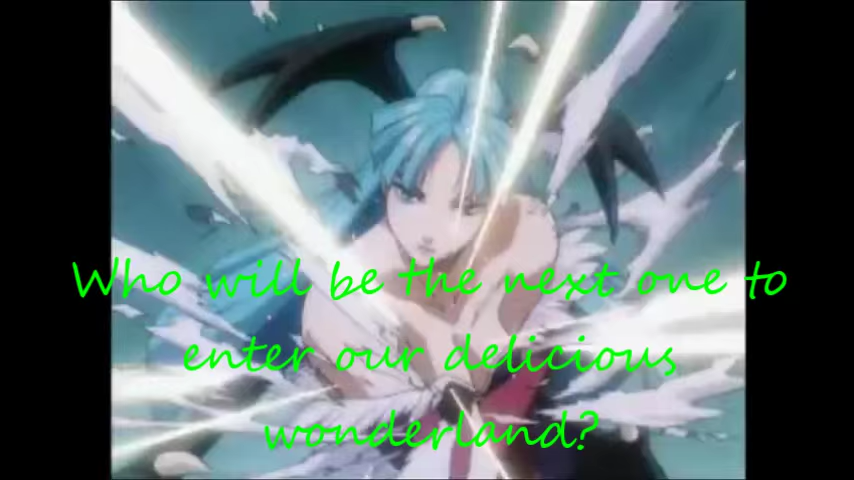 Who will be the next one to
enter our delicious
wonderland?